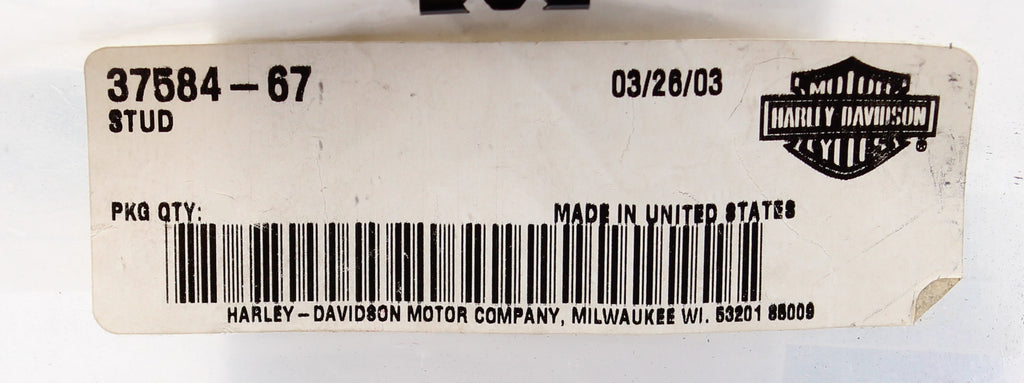 37584-67
03/26/03
STUD
MOTOR
HARLEY-DAVIDSON
CYCLES
PKG QTY:
MADE IN UNITED STATES
HARLEY-DAVIDSON MOTOR COMPANY, MILWAUKEE WI. 53201 85009